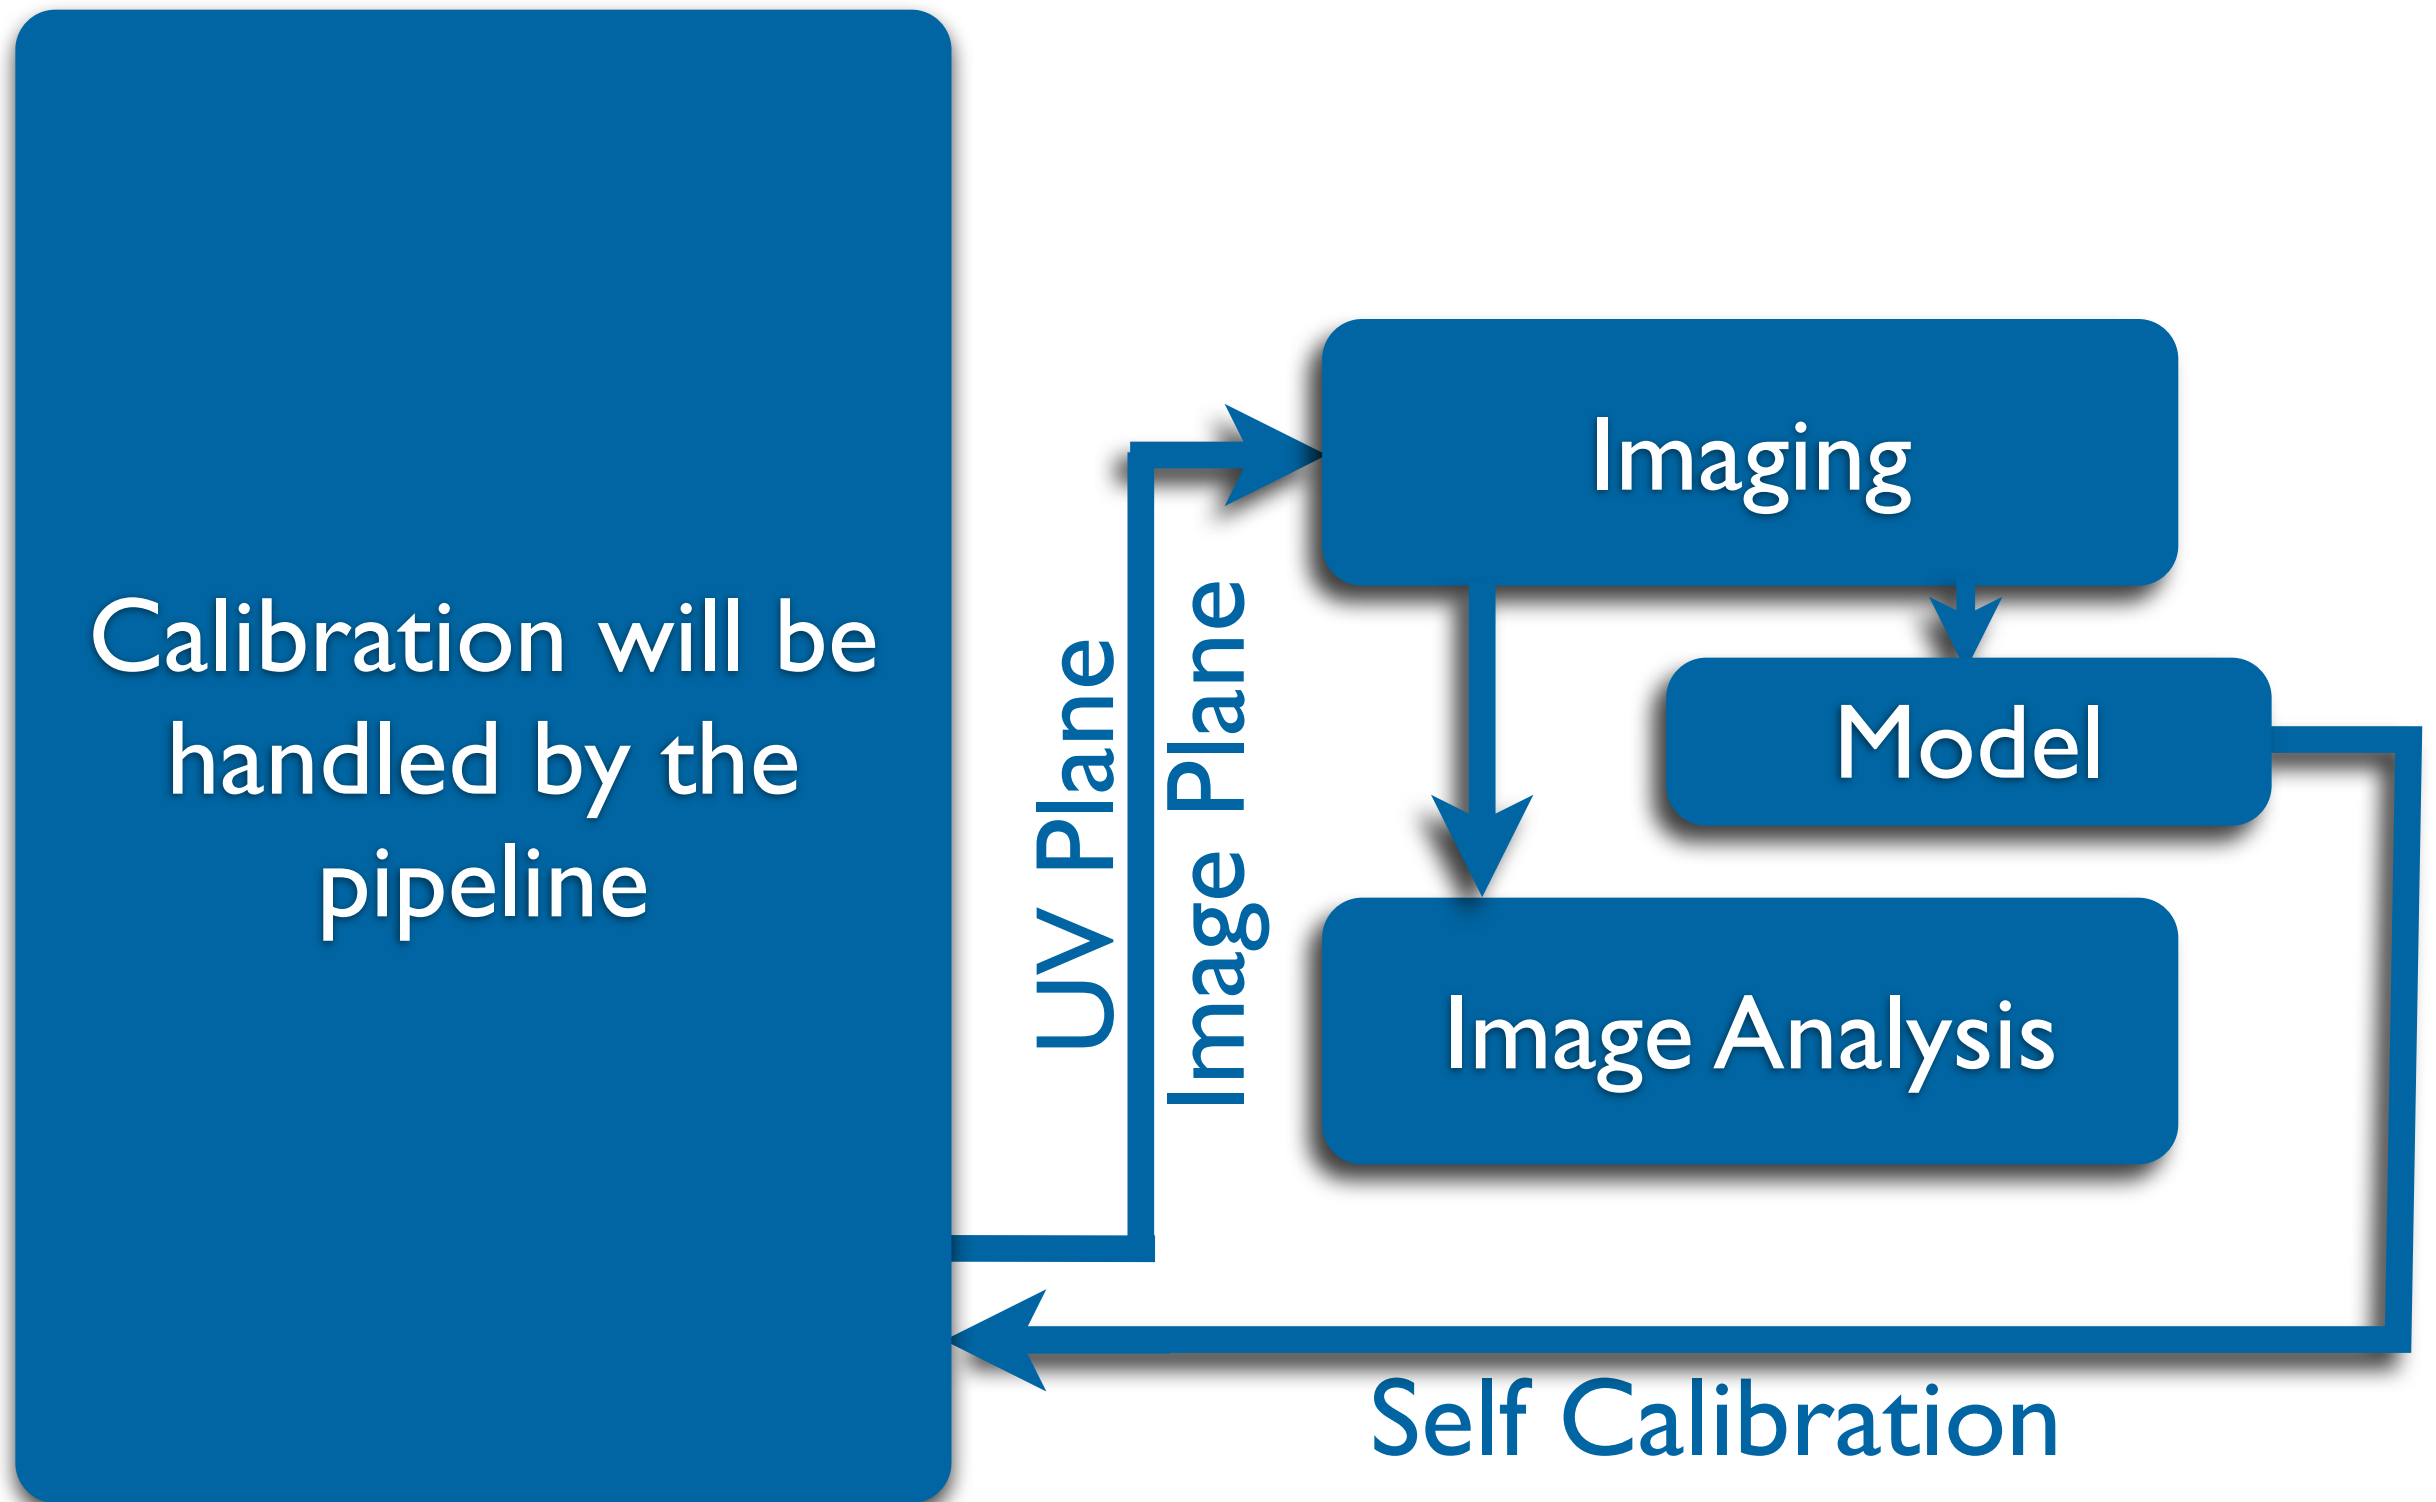 Calibration will be
handled by the
pipeline
UV Plane
Image Plane
Imaging
Model
Image Analysis
Self Calibration